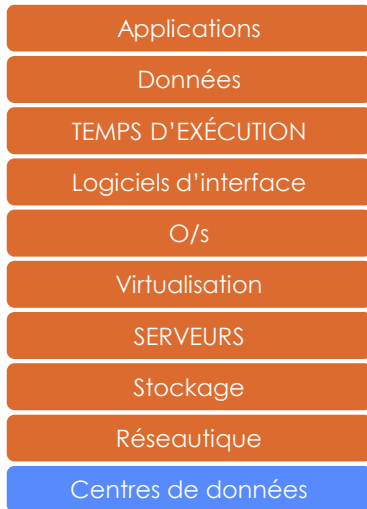 Applications
Données
TEMPS D’EXÉCUTION
Logiciels d’interface
O/s
Virtualisation
SERVEURS
Stockage
Réseautique
Centres de données